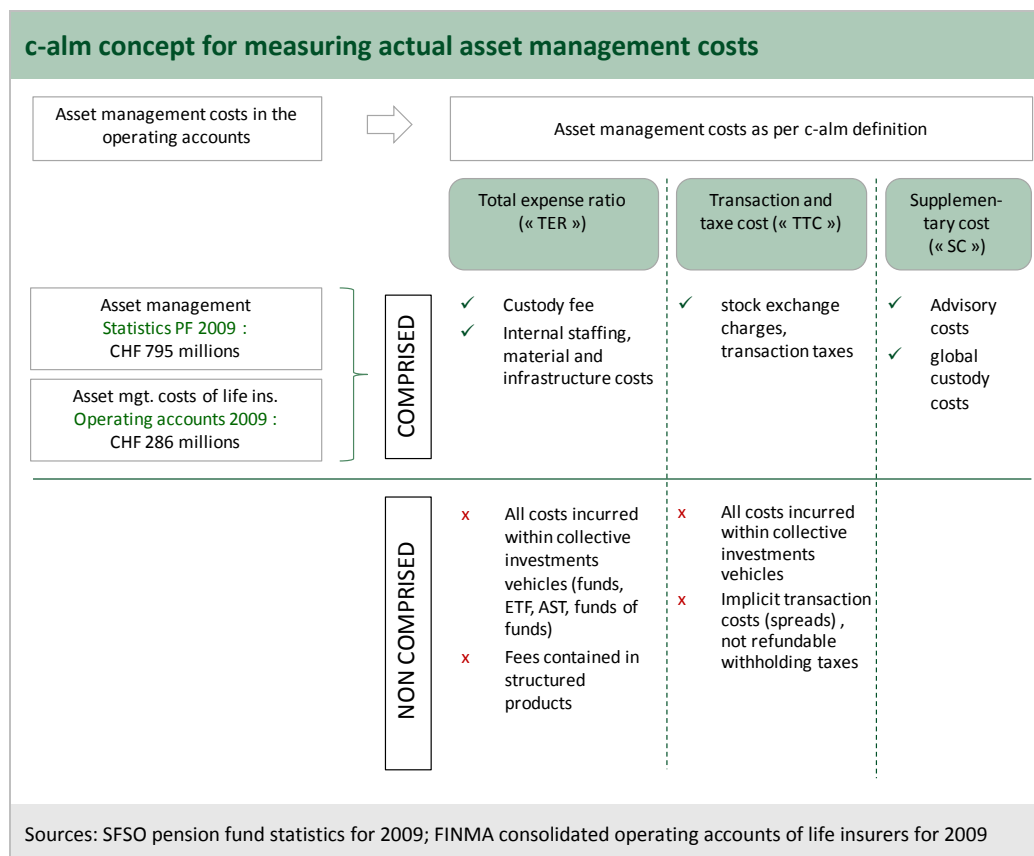 c-alm concept for measuring actual asset management costs
Asset management costs in the
operating accounts
Asset management costs as per c-alm definition
Total expense ratio
(« TER »)
Transaction and
taxe cost (« TTC »)
Supplemen-
tary cost
(« SC »)
Asset management
Statistics PF 2009 :
CHF 795 millions
Asset mgt. costs of life ins.
Operating accounts 2009 :
CHF 286 millions
COMPRISED
✓ Custody fee
✓ Internal staffing,
material and
infrastructure costs
✓ stock exchange
charges,
transaction taxes
✓ Advisory
costs
✓ global
custody
costs
NON COMPRISED
x All costs incurred
within collective
investments
vehicles (funds,
ETF, AST, funds of
funds)
x Fees contained in
structured
products
x All costs incurred
within collective
investments
vehicles
x Implicit transaction
costs (spreads) ,
not refundable
withholding taxes
Sources: SFSO pension fund statistics for 2009; FINMA consolidated operating accounts of life insurers for 2009